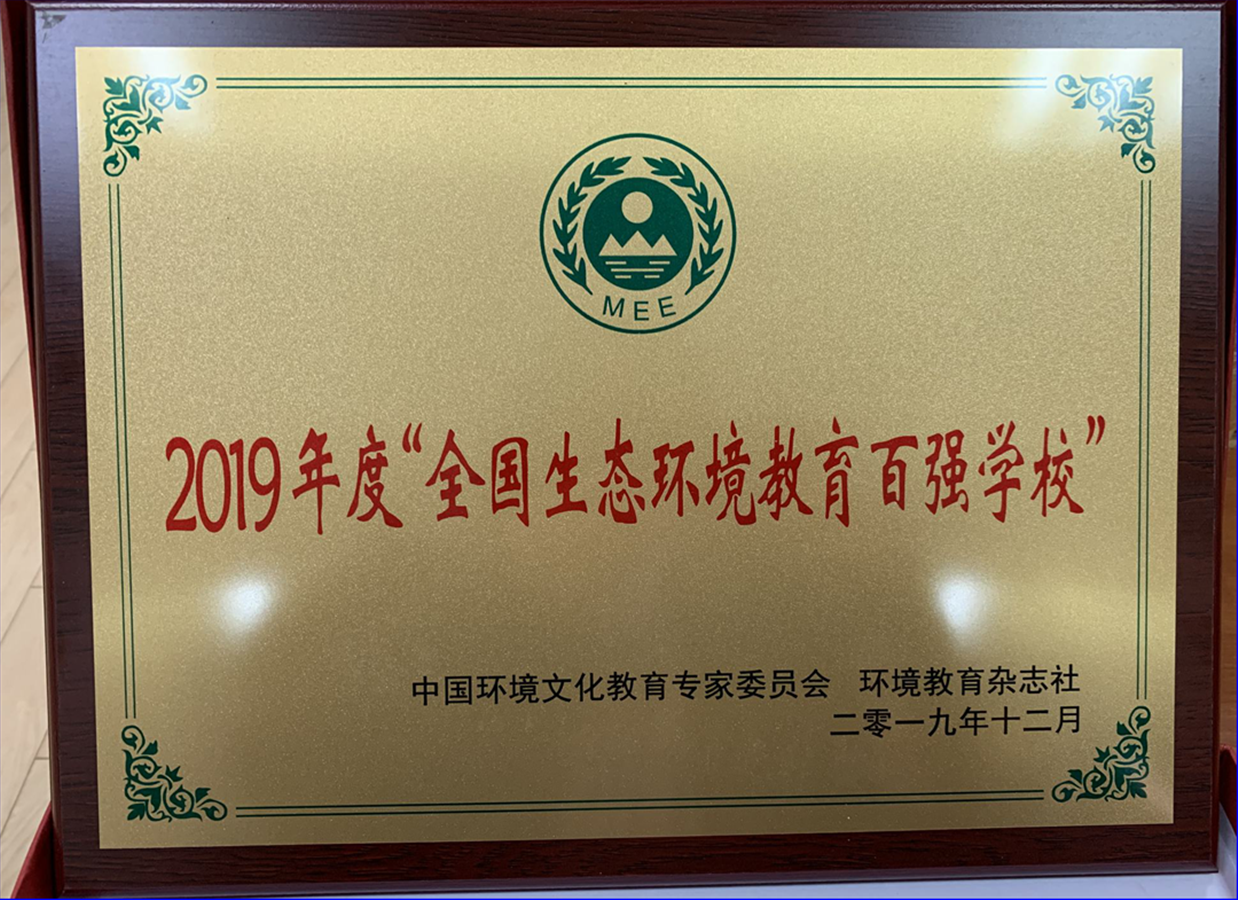 MEE
2019年度“全国生态环境教育百强学校”
中国环境文化教育专家委员会 环境教育杂志社
二零一九年十二月